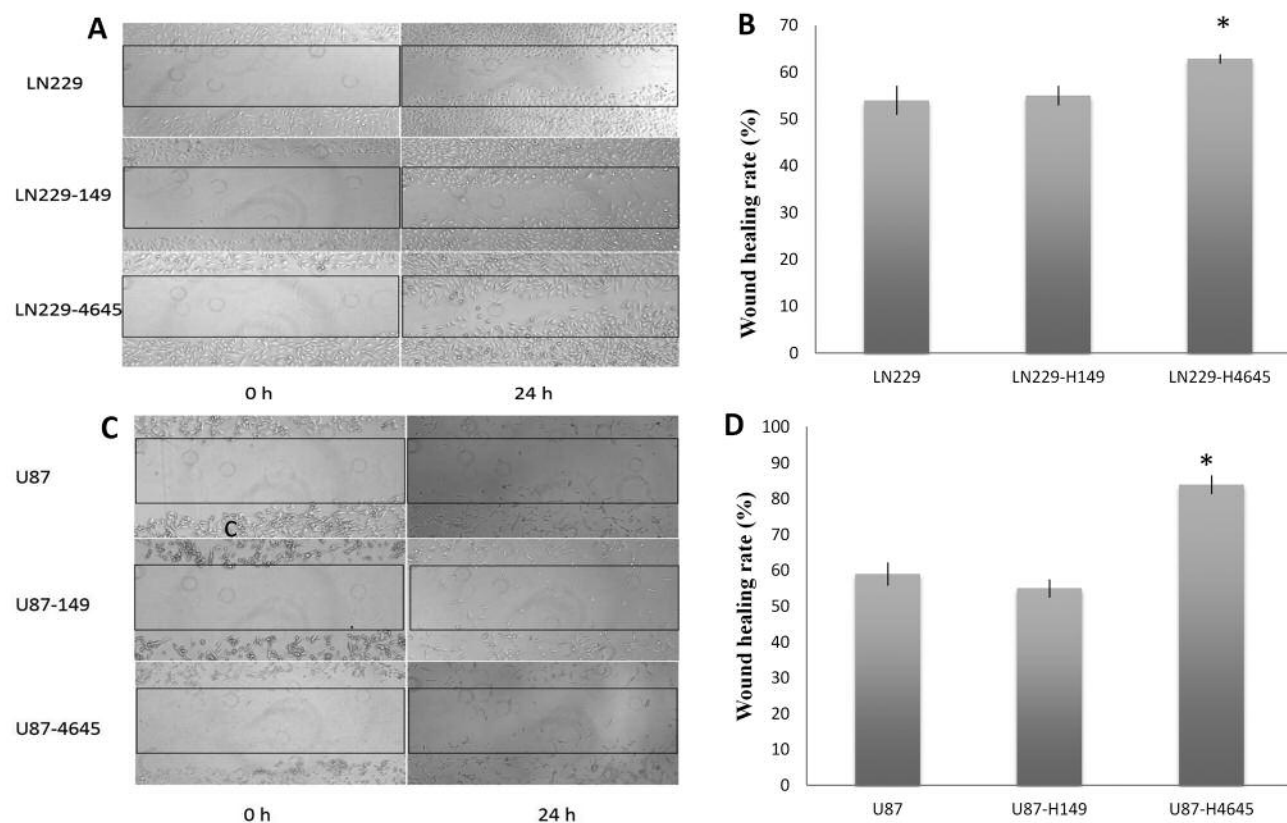 A
LN229
LN229-149
LN229-4645
0 h
24 h
B
*
Wound healing rate (%)
70
60
50
40
30
20
10
0
LN229
LN229-H149
LN229-H4645
C
U87
C
U87-149
U87-4645
0 h
24 h
D
*
Wound healing rate (%)
100
90
80
70
60
50
40
30
20
10
0
U87
U87-H149
U87-H4645